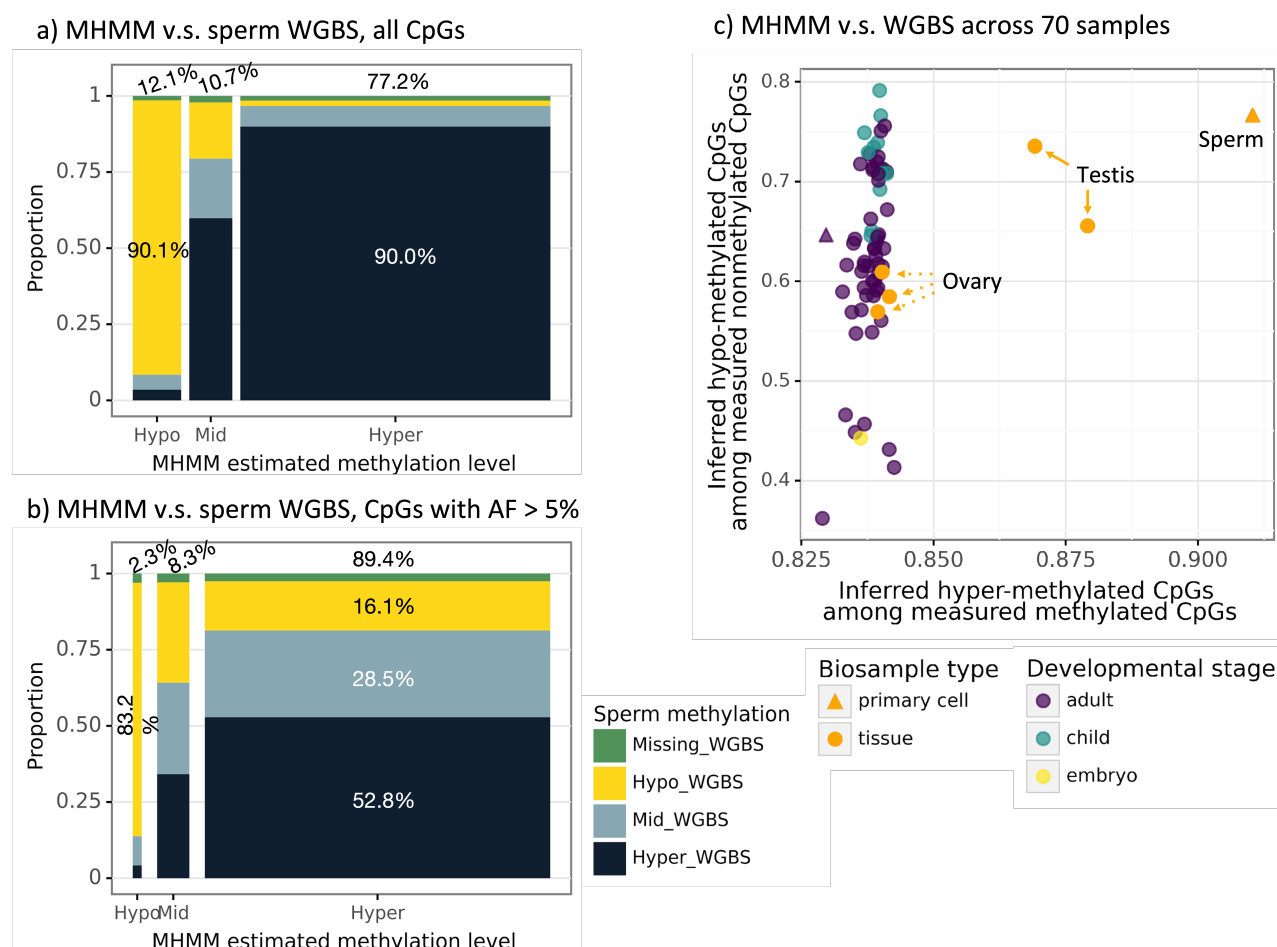 a) MHMM v.s. sperm WGBS, all CpGs
12.1%
10.7%
77.2%
1
0.75
0.50
0.25
0
Proportion
90.1%
90.0%
Hypo
Mid
Hyper
MHMM estimated methylation level
b) MHMM v.s. sperm WGBS, CpGs with AF > 5%
2.3%
8.3%
89.4%
1
0.75
0.50
0.25
0
Proportion
83.2
%
16.1%
28.5%
52.8%
Hypo
Mid
Hyper
MHMM estimated methylation level
Sperm methylation
Missing_WGBS
Hypo_WGBS
Mid_WGBS
Hyper_WGBS
c) MHMM v.s. WGBS across 70 samples
Inferred hypo-methylated CpGs
among measured nonmethylated CpGs
0.8
0.7
0.6
0.5
0.4
Sperm
Testis
Ovary
0.825
0.850
0.875
0.900
Inferred hyper-methylated CpGs
among measured methylated CpGs
Biosample type
primary cell
tissue
Developmental stage
adult
child
embryo